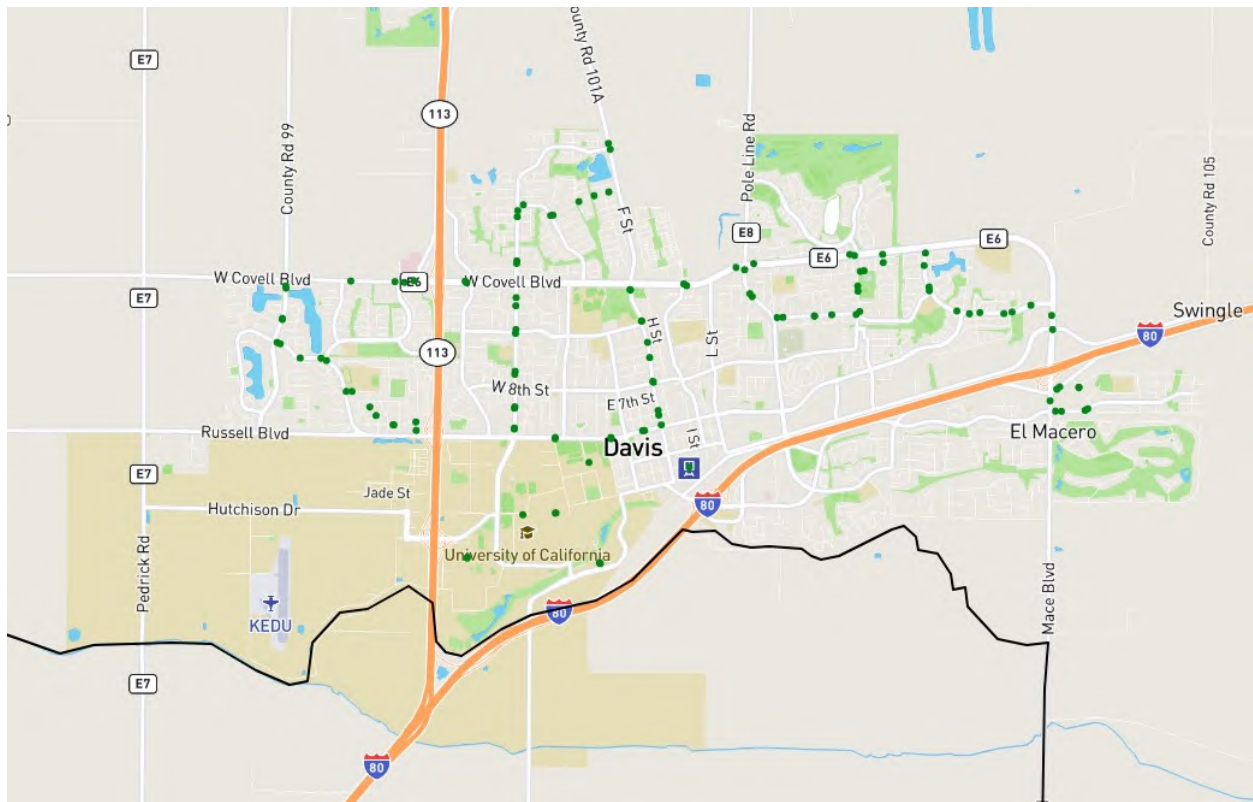 E7
County Rd 99
113
County Rd 101A
Pole Line Rd
County Rd 105
F St
E8
E6
E6
W Covell Blvd
E6
W Covell Blvd
E7
Swingle
80
113
H St
L St
W 8th St
E 7th St
Russell Blvd
Davis
I St
El Macero
E7
Jade St
Hutchison Dr
80
University of California
Pedrick Rd
KEDU
80
Mace Blvd
E7
80